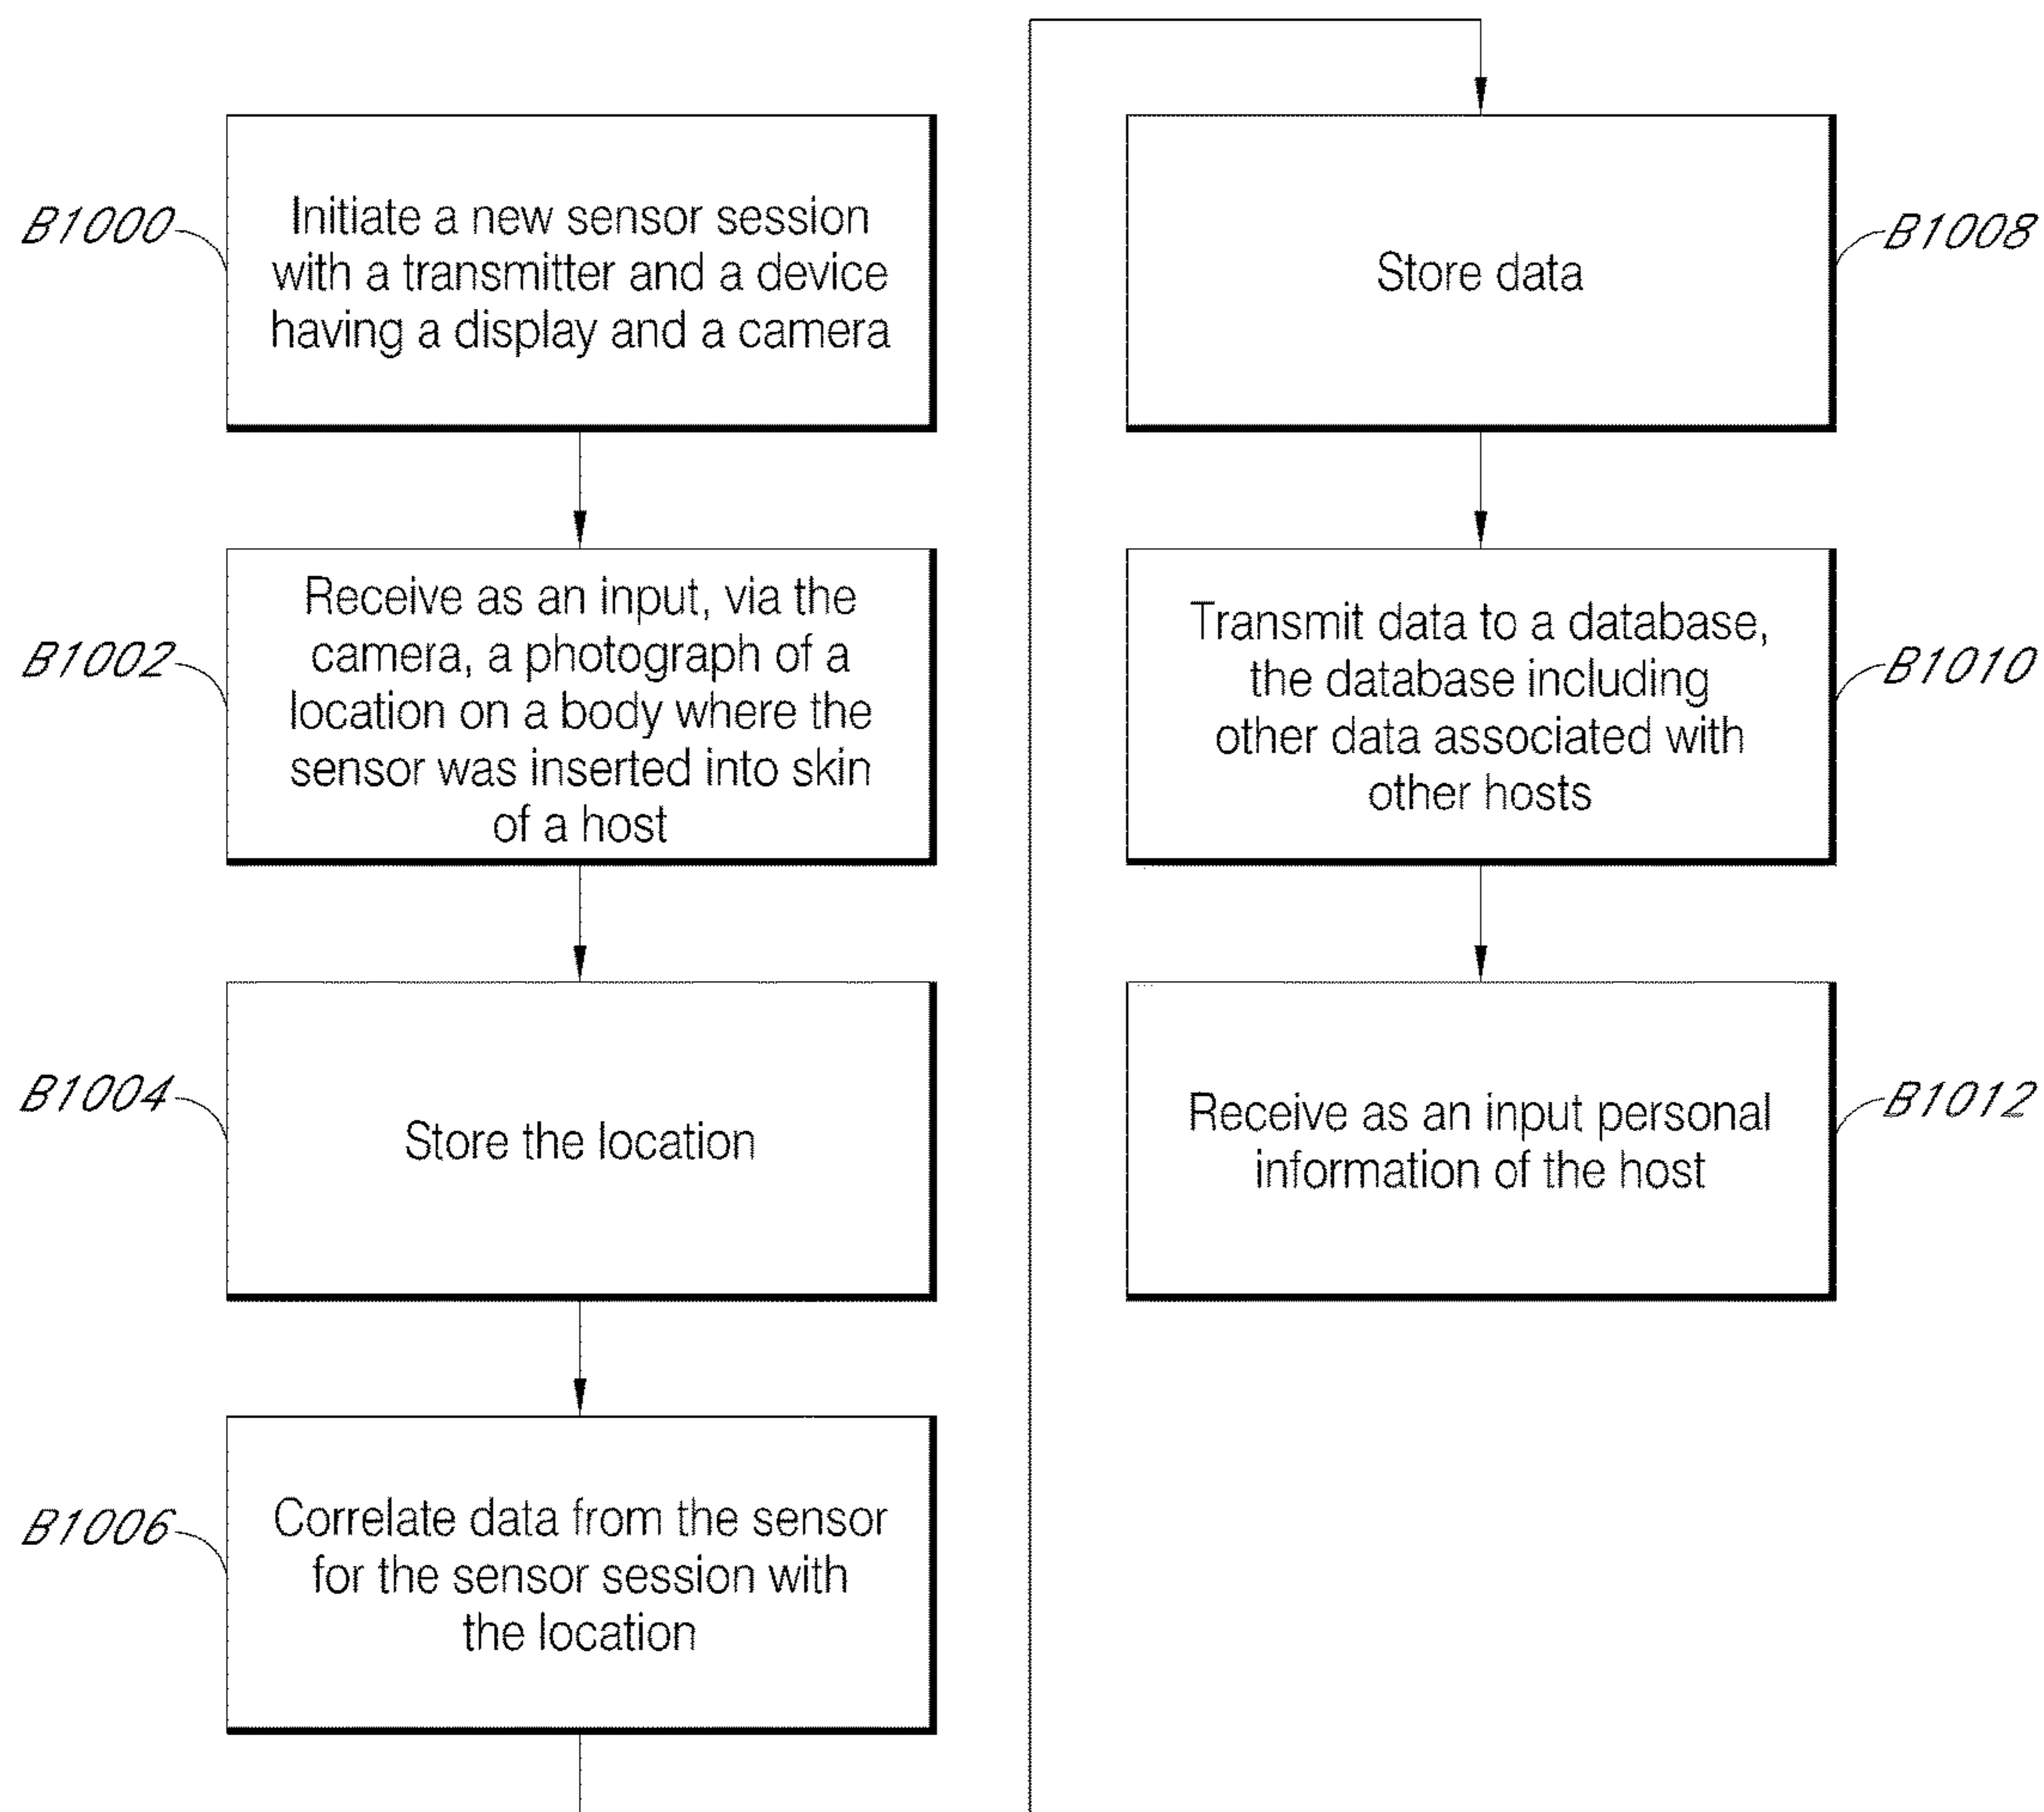 B1000
Initiate a new sensor session
with a transmitter and a device
having a display and a camera
B1002
Receive as an input, via the
camera, a photograph of a
location on a body where the
sensor was inserted into skin
of a host
B1004
Store the location
B1006
Correlate data from the sensor
for the sensor session with
the location
B1008
Store data
B1010
Transmit data to a database,
the database including
other data associated with
other hosts
B1012
Receive as an input personal
information of the host